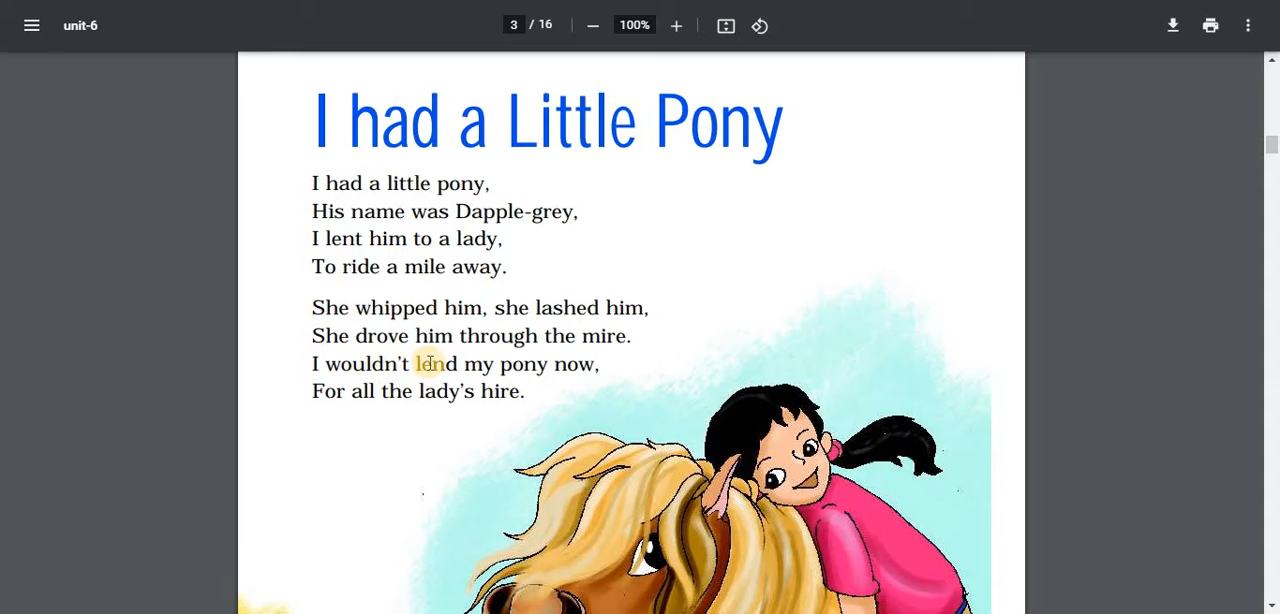 unit-6
3 / 16
100%
I had a Little Pony
I had a little pony,
His name was Dapple-grey,
I lent him to a lady,
To ride a mile away.
She whipped him, she lashed him,
She drove him through the mire.
I wouldn't lend my pony now,
For all the lady's hire.